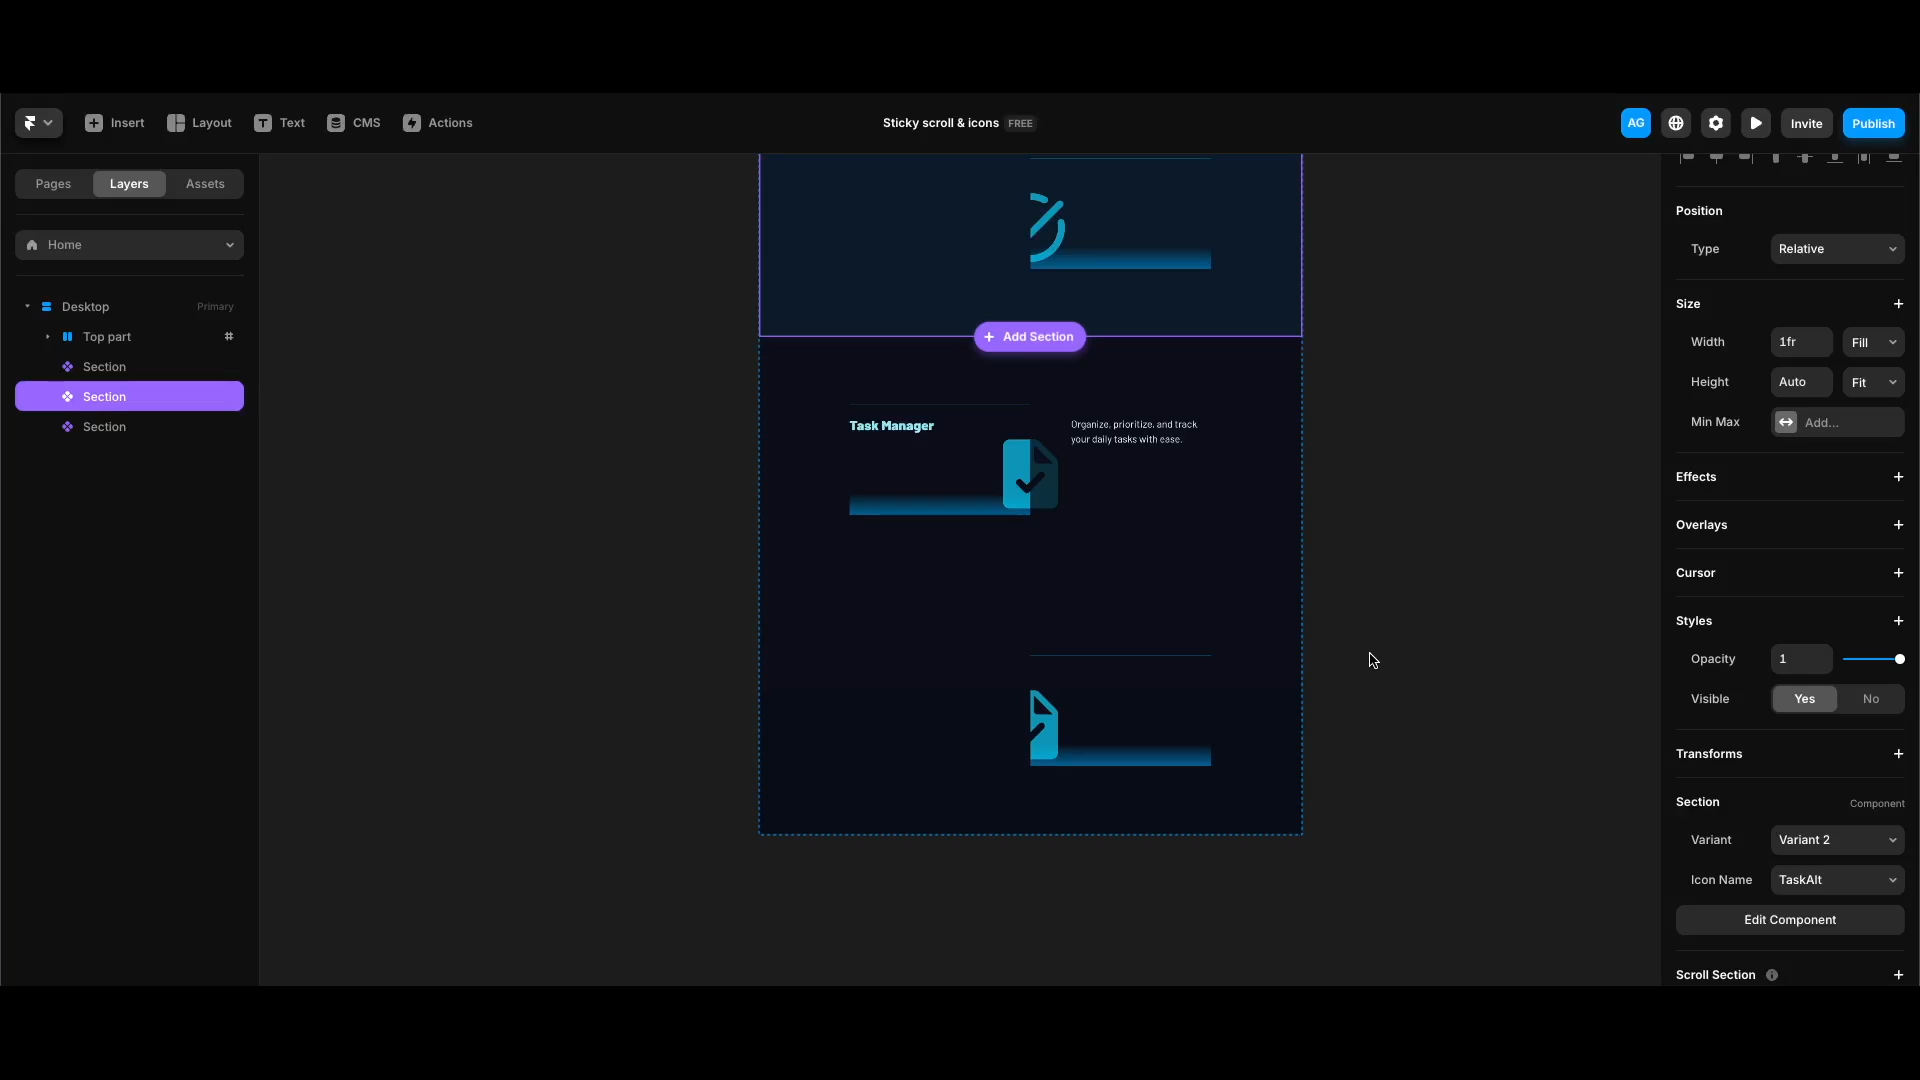 Insert
Layout
Text
CMS
Actions
Sticky scroll & icons FREE
AG
Invite
Publish
Pages
Layers
Assets
Home
Desktop Primary
Top part
Section
Section
Section
Add Section
Task Manager
Organize, prioritize, and track
your daily tasks with ease.
Position
Type Relative
Size
Width 1fr Fill
Height Auto Fit
Min Max Add...
Effects
Overlays
Cursor
Styles
Opacity 1
Visible Yes No
Transforms
Section Component
Variant Variant 2
Icon Name TaskAlt
Edit Component
Scroll Section